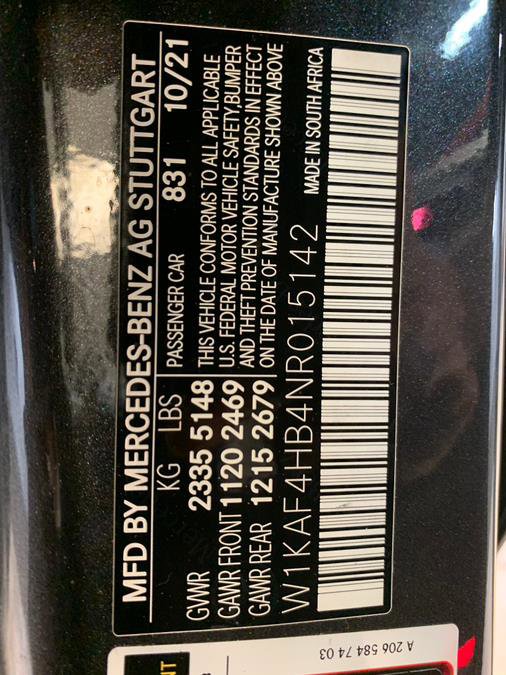 MFD BY MERCEDES-BENZ AG STUTTGART
KG LBS PASSENGER CAR 831 10/21
GVWR 2335 5148 THIS VEHICLE CONFORMS TO ALL APPLICABLE
U.S. FEDERAL MOTOR VEHICLE SAFETY,BUMPER
GAWR FRONT 1120 2469 AND THEFT PREVENTION STANDARDS IN EFFECT
GAWR REAR 1215 2679 ON THE DATE OF MANUFACTURE SHOWN ABOVE
W1KAF4HB4NR015142 MADE IN SOUTH AFRICA
A 206 584 74 03
NT